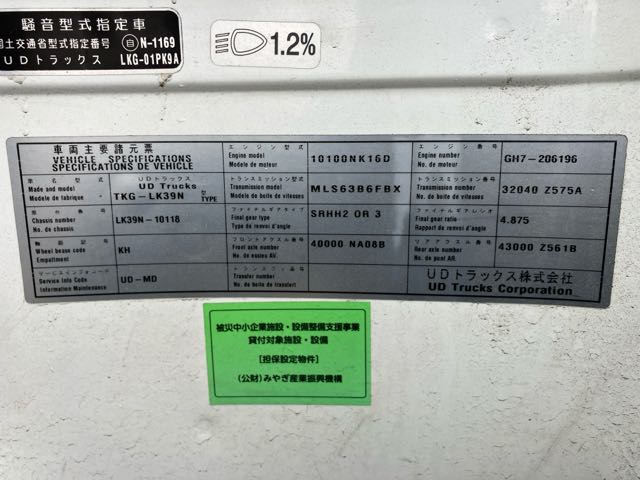 騒音型式指定車
国土交通省型式指定番号 自 N-1169
UDトラックス LKG-01PK9A
1.2%
車両主要諸元票
VEHICLE SPECIFICATIONS
SPECIFICATIONS DE VEHICLE
エンジン型式
Engine model
Modele de moteur
10100NK16D
エンジン番号
Engine number
No. de moteur
GH7-206196
車名型式
Made and model
Modele de fabrique
UDトラックス
UD Trucks
TKG-LK39N 型 TYPE
トランスミッション型式
Transmission model
Modele de boite de vitesses
MLS63B6FBX
トランスミッション番号
Transmission number
No. de boite de vitesses
32040 Z575A
車台番号
Chassis number
No. de chassis
LK39N-10118
ファイナルギアタイプ
Final gear type
Type de renvoi d'angle
SRHH2 OR 3
ファイナルギアレシオ
Final gear ratio
Rapport de renvoi d'angle
4.875
軸距記号
Wheel base code
Empattement
KH
フロントアクスル番号
Front axle number
No. de essieu AV.
40000 NA08B
リアアクスル番号
Rear axle number
No. de pont AR.
43000 Z561B
サービスインフォコード
Service Info Code
Information Maintenance
UD-MD
トランスファ番号
Transfer number
No. de boite de transfert
UDトラックス株式会社
UD Trucks Corporation
被災中小企業施設・設備整備支援事業
貸付対象施設・設備
[担保設定物件]
(公財)みやぎ産業振興機構